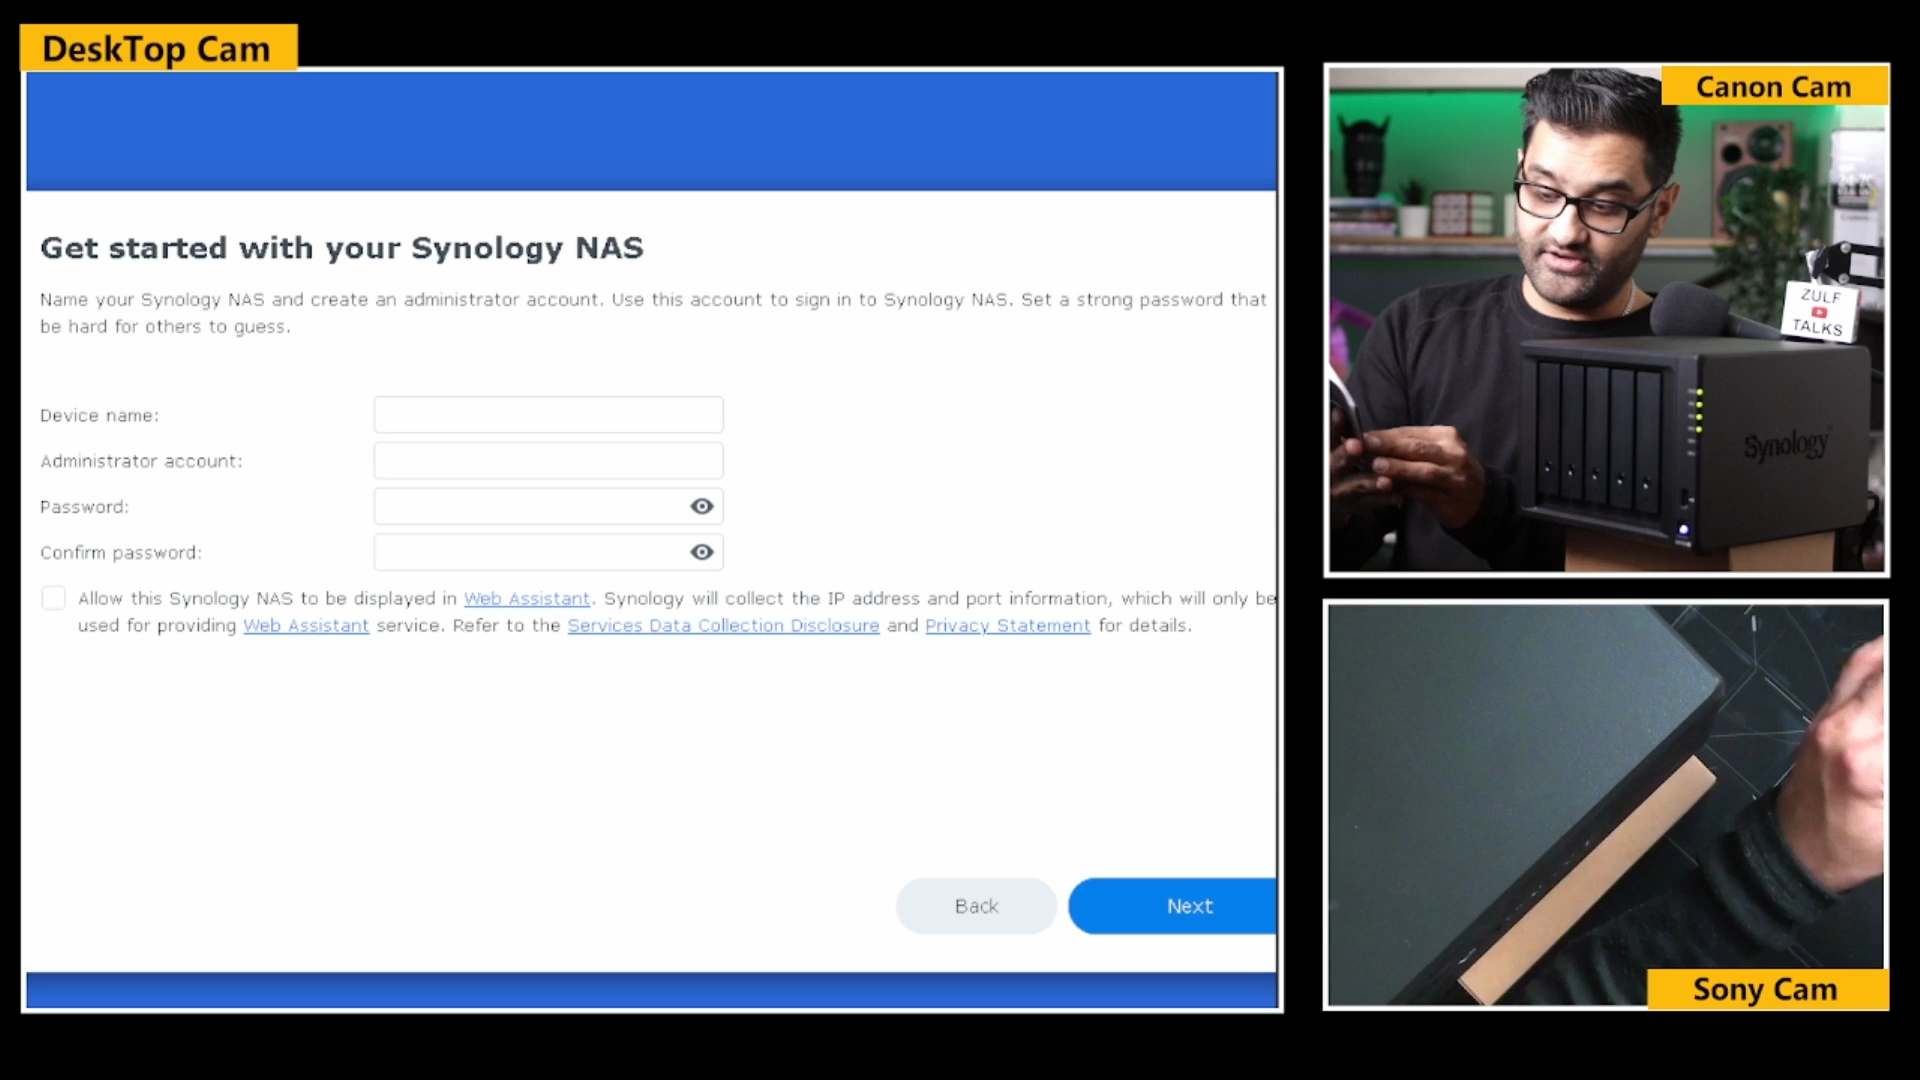 DeskTop Cam
Canon Cam
Get started with your Synology NAS
Name your Synology NAS and create an administrator account. Use this account to sign in to Synology NAS. Set a strong password that
be hard for others to guess.
Device name:
Administrator account:
Password:
Confirm password:
Allow this Synology NAS to be displayed in Web Assistant. Synology will collect the IP address and port information, which will only be
used for providing Web Assistant service. Refer to the Services Data Collection Disclosure and Privacy Statement for details.
Back
Next
ZULF
TALKS
Synology
Sony Cam